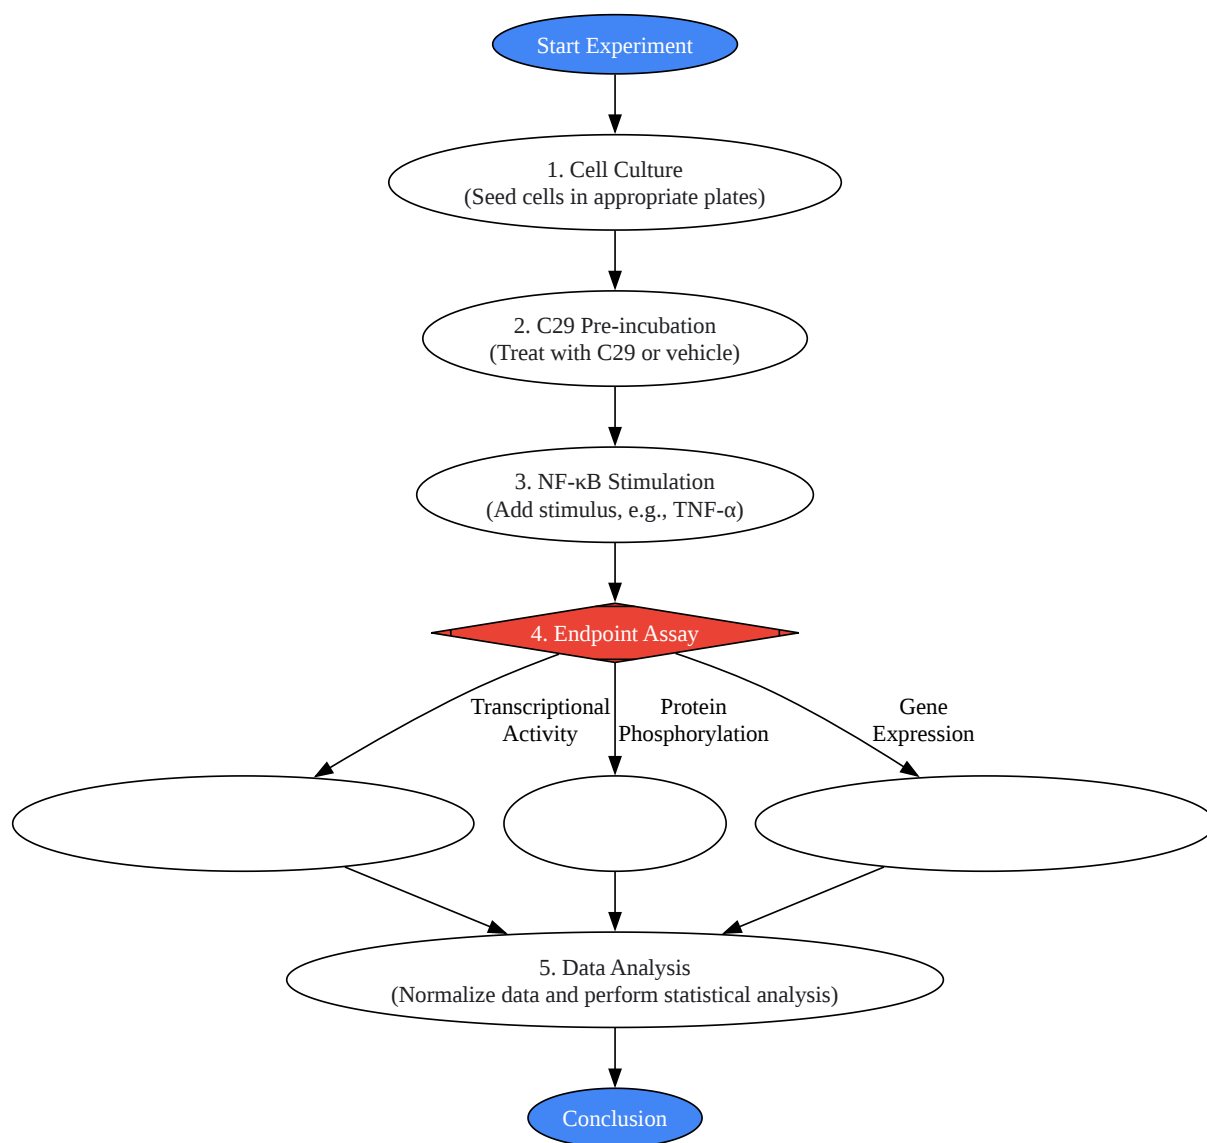 Start Experiment
1. Cell Culture
(Seed cells in appropriate plates)
2. C29 Pre-incubation
(Treat with C29 or vehicle)
3. NF-κB Stimulation
(Add stimulus, e.g., TNF-α)
4. Endpoint Assay
Transcriptional
Activity
Protein
Phosphorylation
Gene
Expression
5. Data Analysis
(Normalize data and perform statistical analysis)
Conclusion